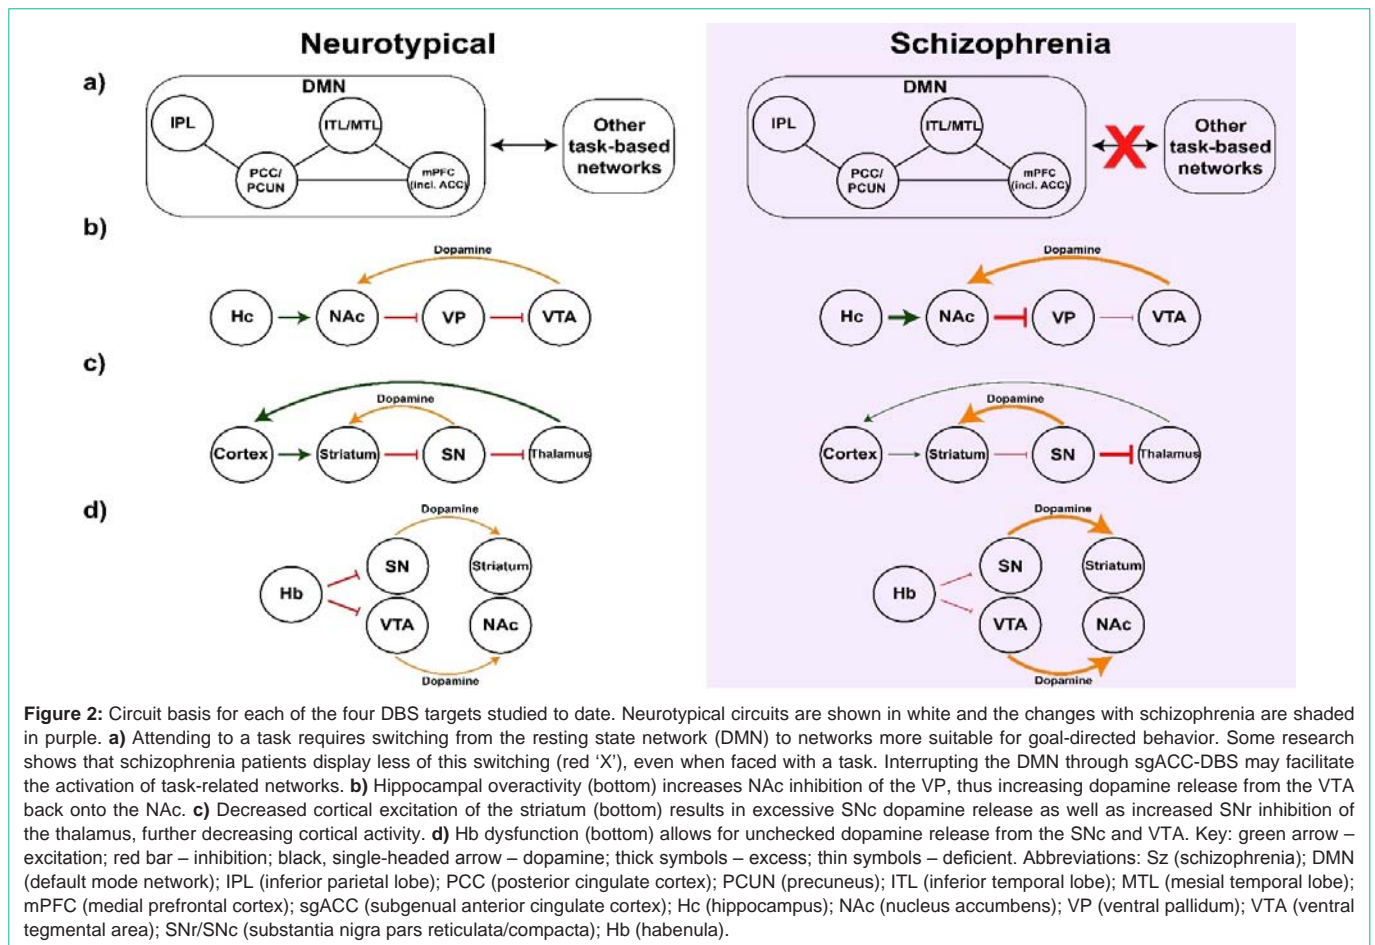 Neurotypical
Schizophrenia
a)
DMN
IPL
ITL/MTL
PCC/
PCUN
mPFC
(incl. ACC)
Other
task-based
networks
DMN
IPL
ITL/MTL
PCC/
PCUN
mPFC
(incl. ACC)
X
Other
task-based
networks
b)
Dopamine
Hc
NAc
VP
VTA
Dopamine
Hc
NAc
VP
VTA
c)
Dopamine
Cortex
Striatum
SN
Thalamus
Dopamine
Cortex
Striatum
SN
Thalamus
d)
Dopamine
SN
Striatum
Hb
VTA
NAc
Dopamine
Dopamine
SN
Striatum
Hb
VTA
NAc
Dopamine
Figure 2: Circuit basis for each of the four DBS targets studied to date. Neurotypical circuits are shown in white and the changes with schizophrenia are shaded
in purple. a) Attending to a task requires switching from the resting state network (DMN) to networks more suitable for goal-directed behavior. Some research
shows that schizophrenia patients display less of this switching (red ‘X’), even when faced with a task. Interrupting the DMN through sgACC-DBS may facilitate
the activation of task-related networks. b) Hippocampal overactivity (bottom) increases NAc inhibition of the VP, thus increasing dopamine release from the VTA
back onto the NAc. c) Decreased cortical excitation of the striatum (bottom) results in excessive SNc dopamine release as well as increased SNr inhibition of
the thalamus, further decreasing cortical activity. d) Hb dysfunction (bottom) allows for unchecked dopamine release from the SNc and VTA. Key: green arrow –
excitation; red bar – inhibition; black, single-headed arrow – dopamine; thick symbols – excess; thin symbols – deficient. Abbreviations: Sz (schizophrenia); DMN
(default mode network); IPL (inferior parietal lobe); PCC (posterior cingulate cortex); PCUN (precuneus); ITL (inferior temporal lobe); MTL (mesial temporal lobe);
mPFC (medial prefrontal cortex); sgACC (subgenual anterior cingulate cortex); Hc (hippocampus); NAc (nucleus accumbens); VP (ventral pallidum); VTA (ventral
tegmental area); SNr/SNc (substantia nigra pars reticulata/compacta); Hb (habenula).